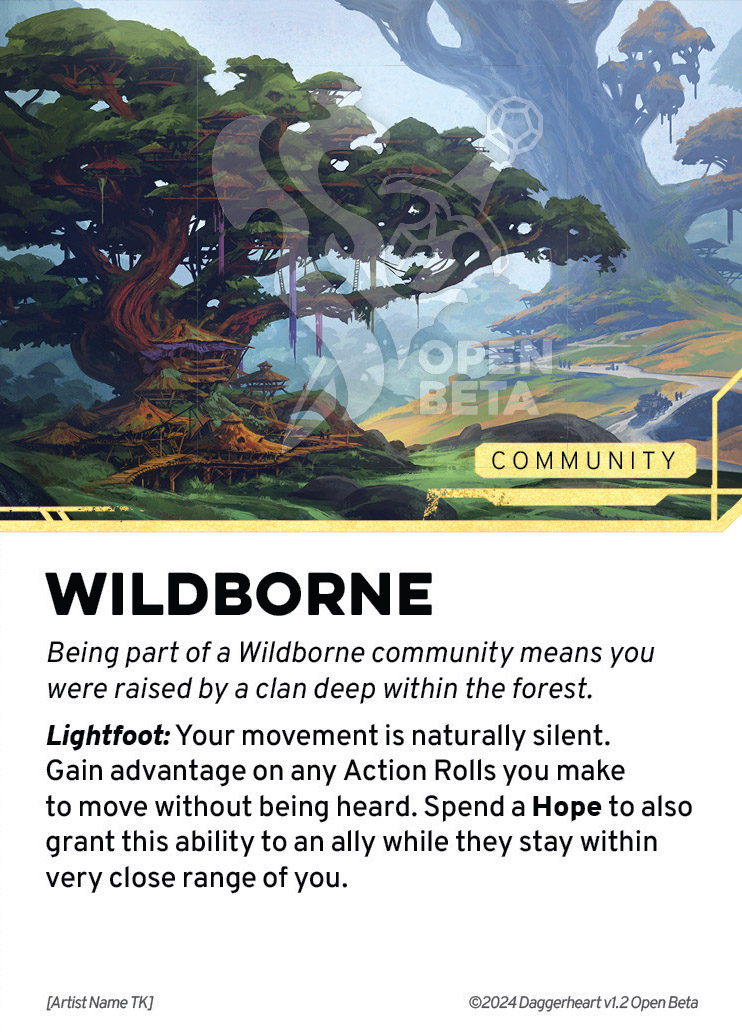 OPEN
BETA
COMMUNITY
WILDBORNE
Being part of a Wildborne community means you
were raised by a clan deep within the forest.
Lightfoot: Your movement is naturally silent.
Gain advantage on any Action Rolls you make
to move without being heard. Spend a Hope to also
grant this ability to an ally while they stay within
very close range of you.
[Artist Name TK]
©2024 Daggerheart v1.2 Open Beta